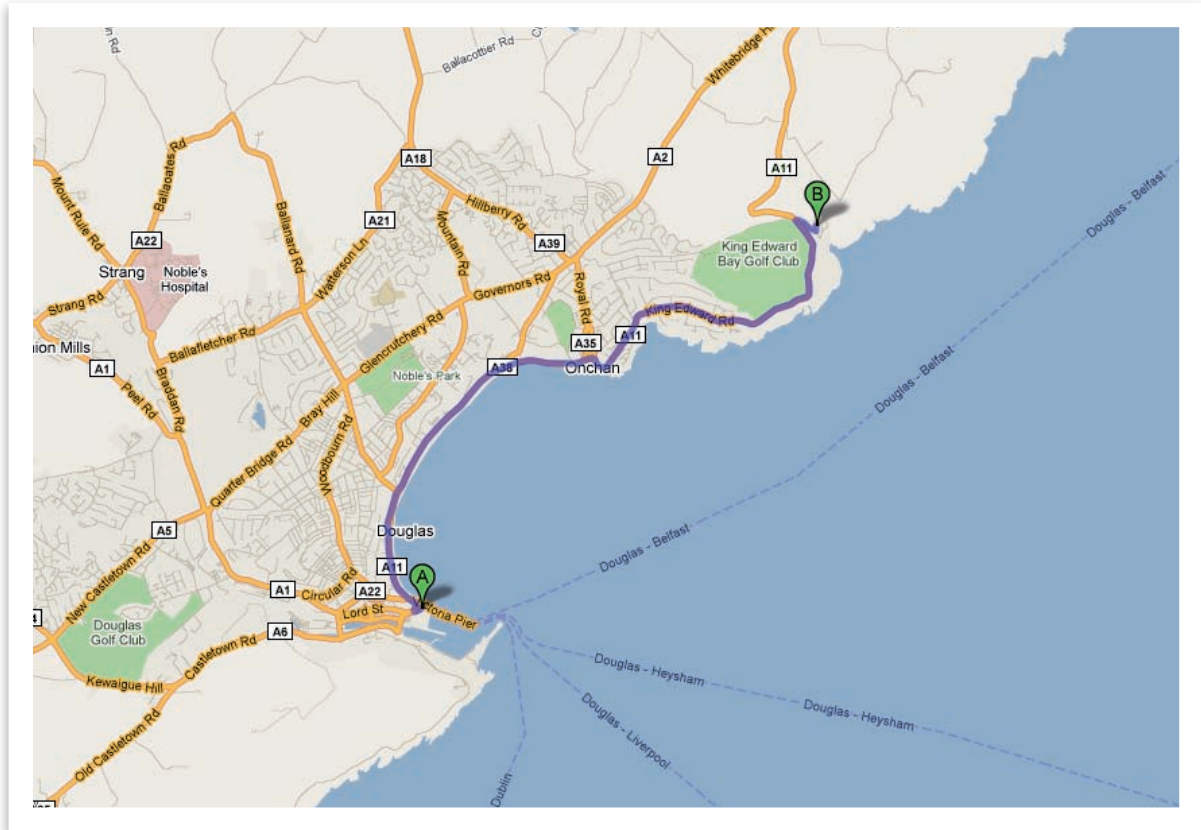 Ballacottier Rd
Whitebridge
Ballaoates Rd
A18
A2
A11
B
Mount Rule Rd
Ballanard Rd
Hillberry Rd
A22
A21
Mountain Rd
A39
King Edward
Bay Golf Club
Strang
Noble's
Hospital
Watterson Ln
Governors Rd
Royal Rd
Strang Rd
King Edward Rd
A11
A35
Onchan
A38
Ballafletcher Rd
Glencrutchery Rd
Noble's Park
ion Mills
A1
Peel Rd
Braddan Rd
Bray Hill
Woodbourn Rd
Quarter Bridge Rd
A5
Douglas
A11
A
New Castletown Rd
A1
Circular Rd
A22
Lord St
Victoria Pier
Douglas
Golf Club
A6
Castletown Rd
Kewaigue Hill
Old Castletown Rd
Douglas - Belfast
Douglas - Belfast
Douglas - Belfast
Douglas - Heysham
Douglas - Heysham
Douglas - Liverpool
Dublin